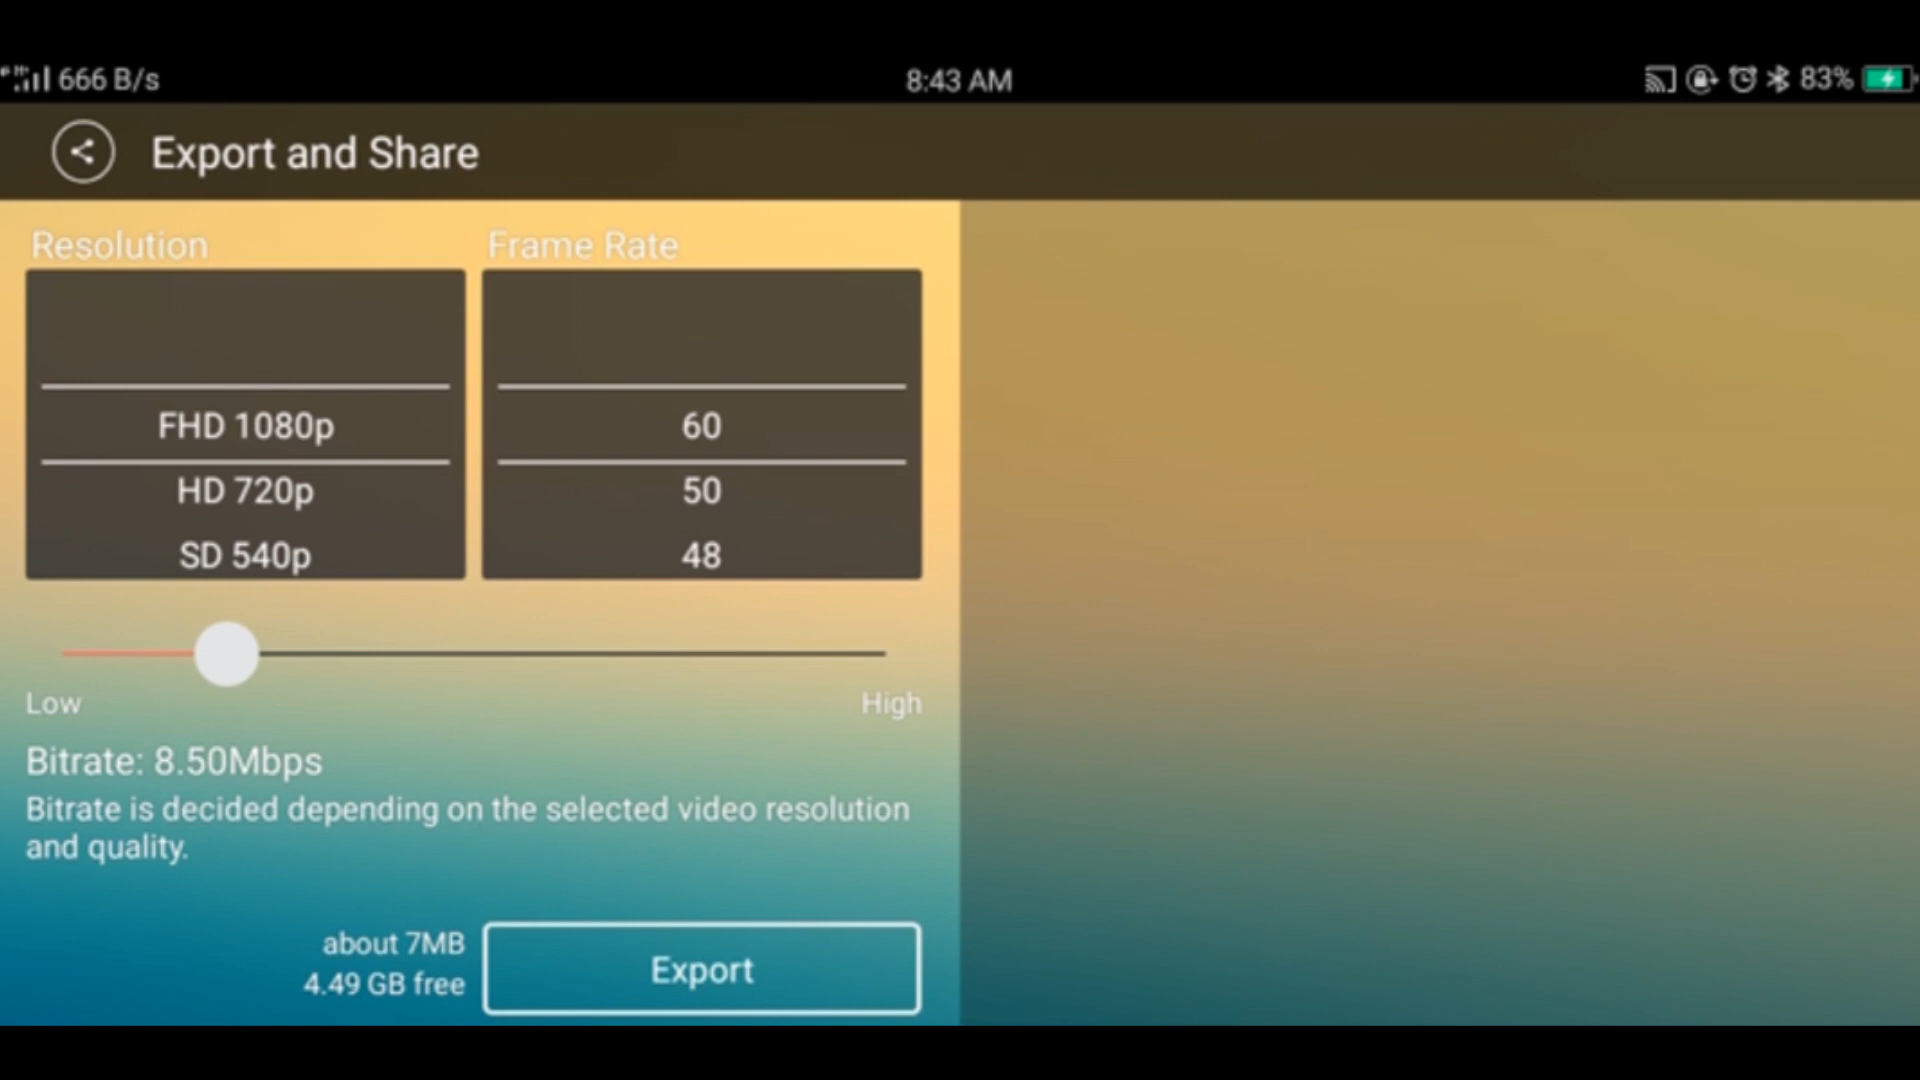 666 B/s
8:43 AM
83%
Export and Share
Resolution
Frame Rate
FHD 1080p
60
HD 720p
50
SD 540p
48
Low
High
Bitrate: 8.50Mbps
Bitrate is decided depending on the selected video resolution
and quality.
about 7MB
4.49 GB free
Export